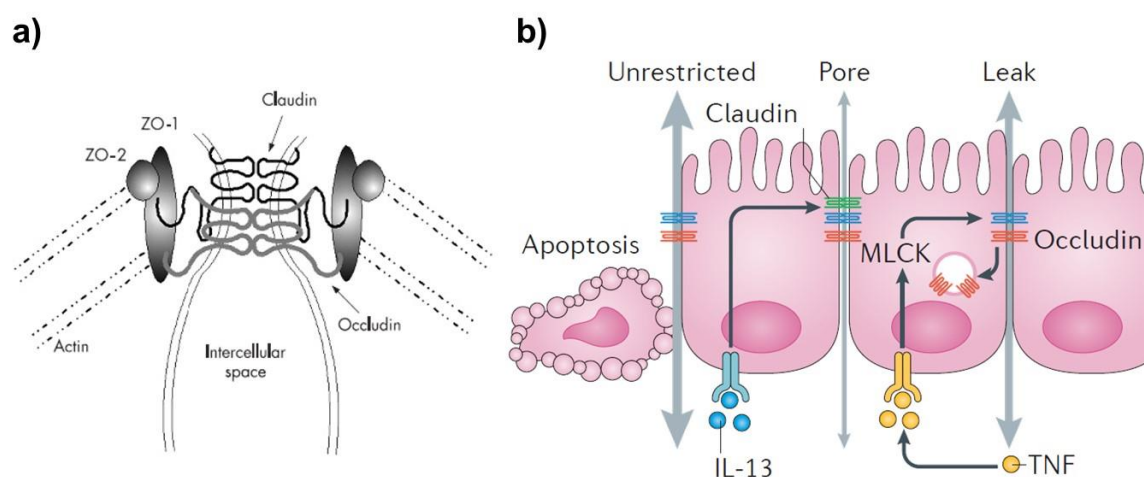 a)
Claudin
ZO-1
ZO-2
Occludin
Actin
Intercellular
space
b)
Unrestricted
Pore
Leak
Claudin
Apoptosis
MLCK
Occludin
IL-13
TNF